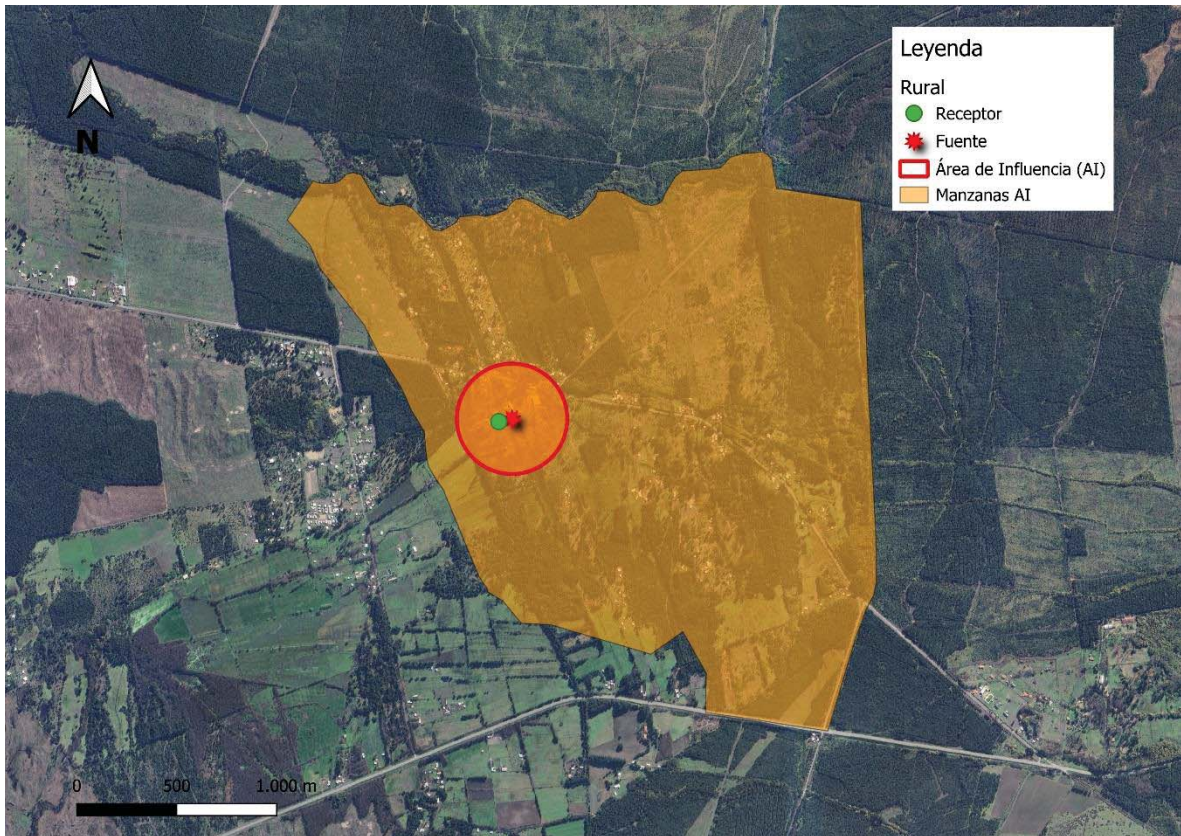 Leyenda
Rural
Receptor
Fuente
Área de Influencia (AI)
Manzanas AI
N
0 500 1.000 m